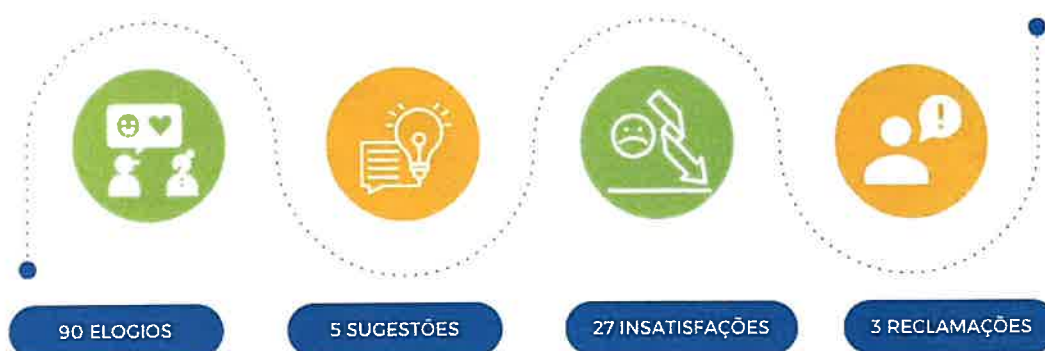 90 ELOGIOS
5 SUGESTÕES
27 INSATISFAÇÕES
3 RECLAMAÇÕES